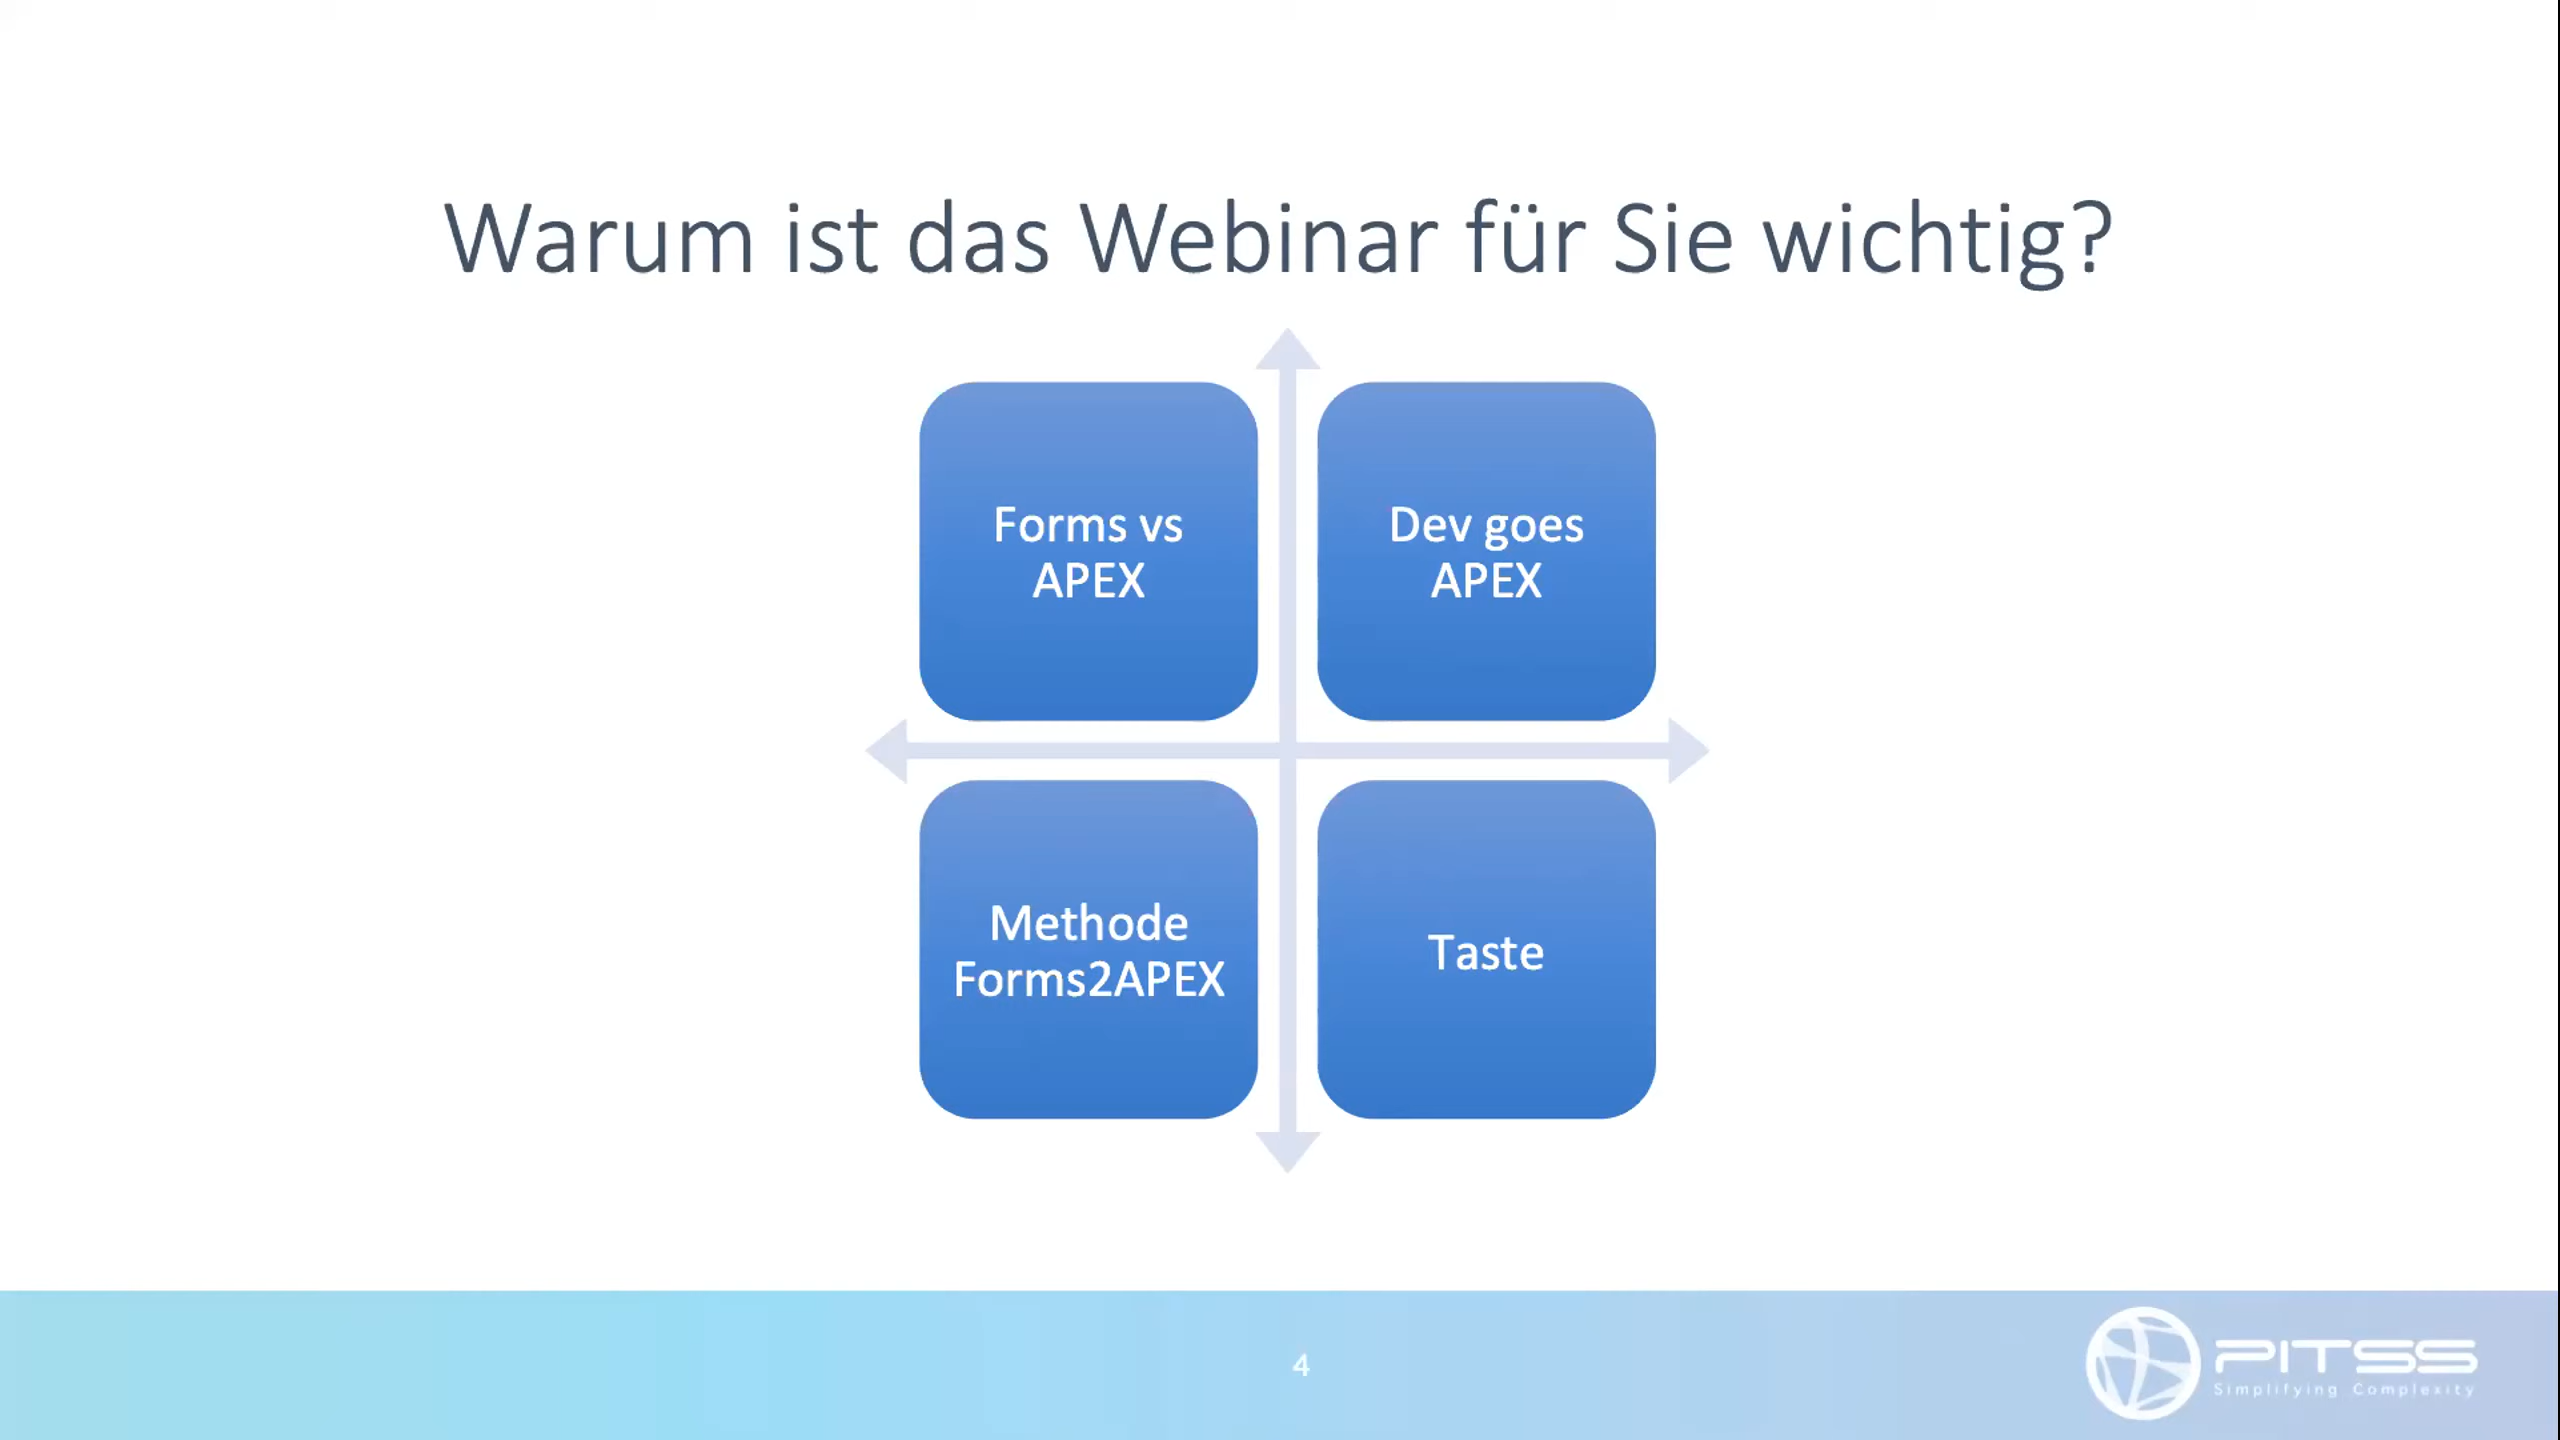 Warum ist das Webinar für Sie wichtig?
Forms vs
APEX
Dev goes
APEX
Methode
Forms2APEX
Taste
4
PITSS
Simplifying Complexity